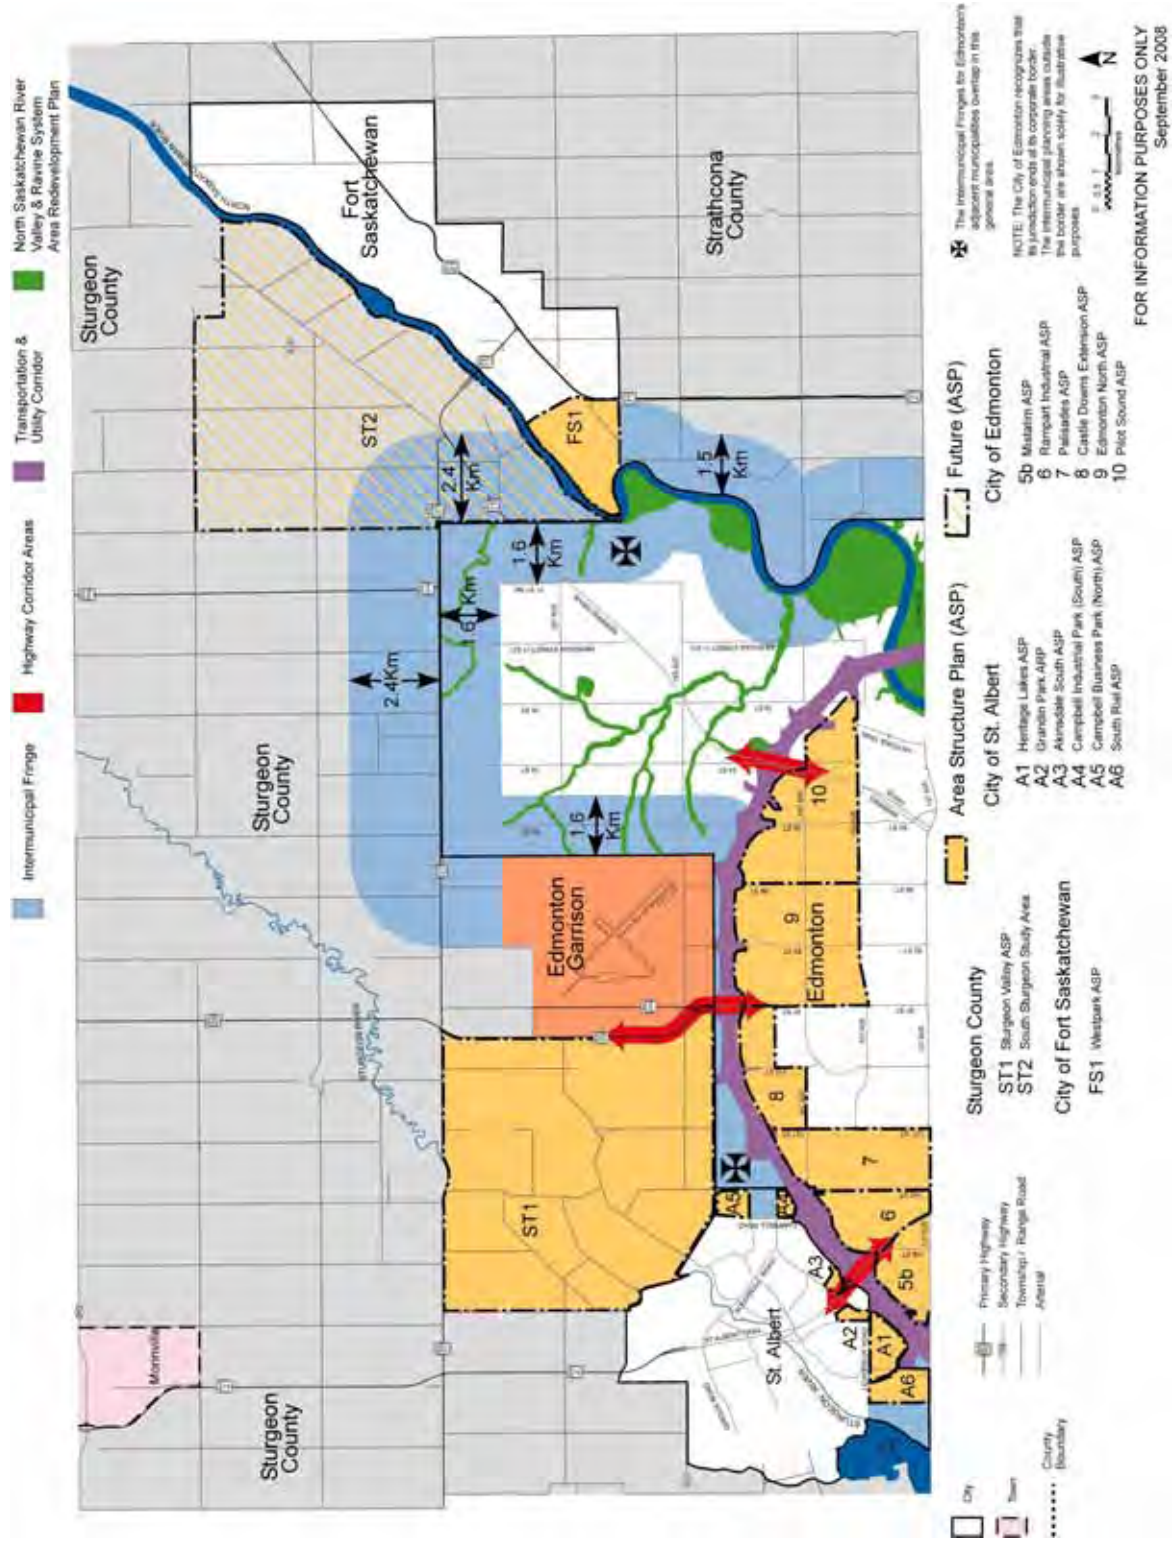 Intermunicipal Fringe
Highway Corridor Areas
Transportation &
Utility Corridor
North Saskatchewan River
Valley & Ravine System
Area Redevelopment Plan
Morinville
Sturgeon
County
Sturgeon
County
Sturgeon
County
STURGEON RIVER
NORTH SASKATCHEWAN RIVER
Fort
Saskatchewan
Strathcona
County
ST2
FS1
2.4
Km
1.5
Km
1.6
Km
1.6 Km
2.4Km
1.6
Km
Edmonton
Garrison
ST1
St. Albert
STURGEON RIVER
Edmonton
A1
A2
A3
A4
A5
A6
5b
6
7
8
9
10
City
Town
County
Boundary
Primary Highway
Secondary Highway
Township / Range Road
Arterial
Sturgeon County
ST1 Sturgeon Valley ASP
ST2 South Sturgeon Study Area
City of Fort Saskatchewan
FS1 Westpark ASP
Area Structure Plan (ASP)
City of St. Albert
A1 Heritage Lakes ASP
A2 Grandin Park ARP
A3 Akinsdale South ASP
A4 Campbell Industrial Park (South) ASP
A5 Campbell Business Park (North) ASP
A6 South Riel ASP
Future (ASP)
City of Edmonton
5b Mistatim ASP
6 Rampart Industrial ASP
7 Palisades ASP
8 Castle Downs Extension ASP
9 Edmonton North ASP
10 Pilot Sound ASP
The Intermunicipal Fringes for Edmonton's
adjacent municipalities overlap in this
general area.
NOTE: The City of Edmonton recognizes that
its jurisdiction ends at its corporate border.
The intermunicipal planning areas outside
the border are shown solely for illustrative
purposes
kilometres
N
FOR INFORMATION PURPOSES ONLY
September 2008